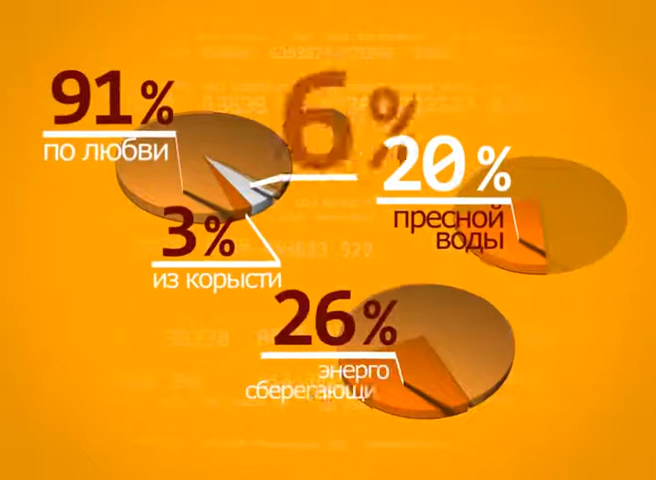 91%
по любви
6%
3%
из корысти
20%
пресной
воды
26%
энерго
сберегающи